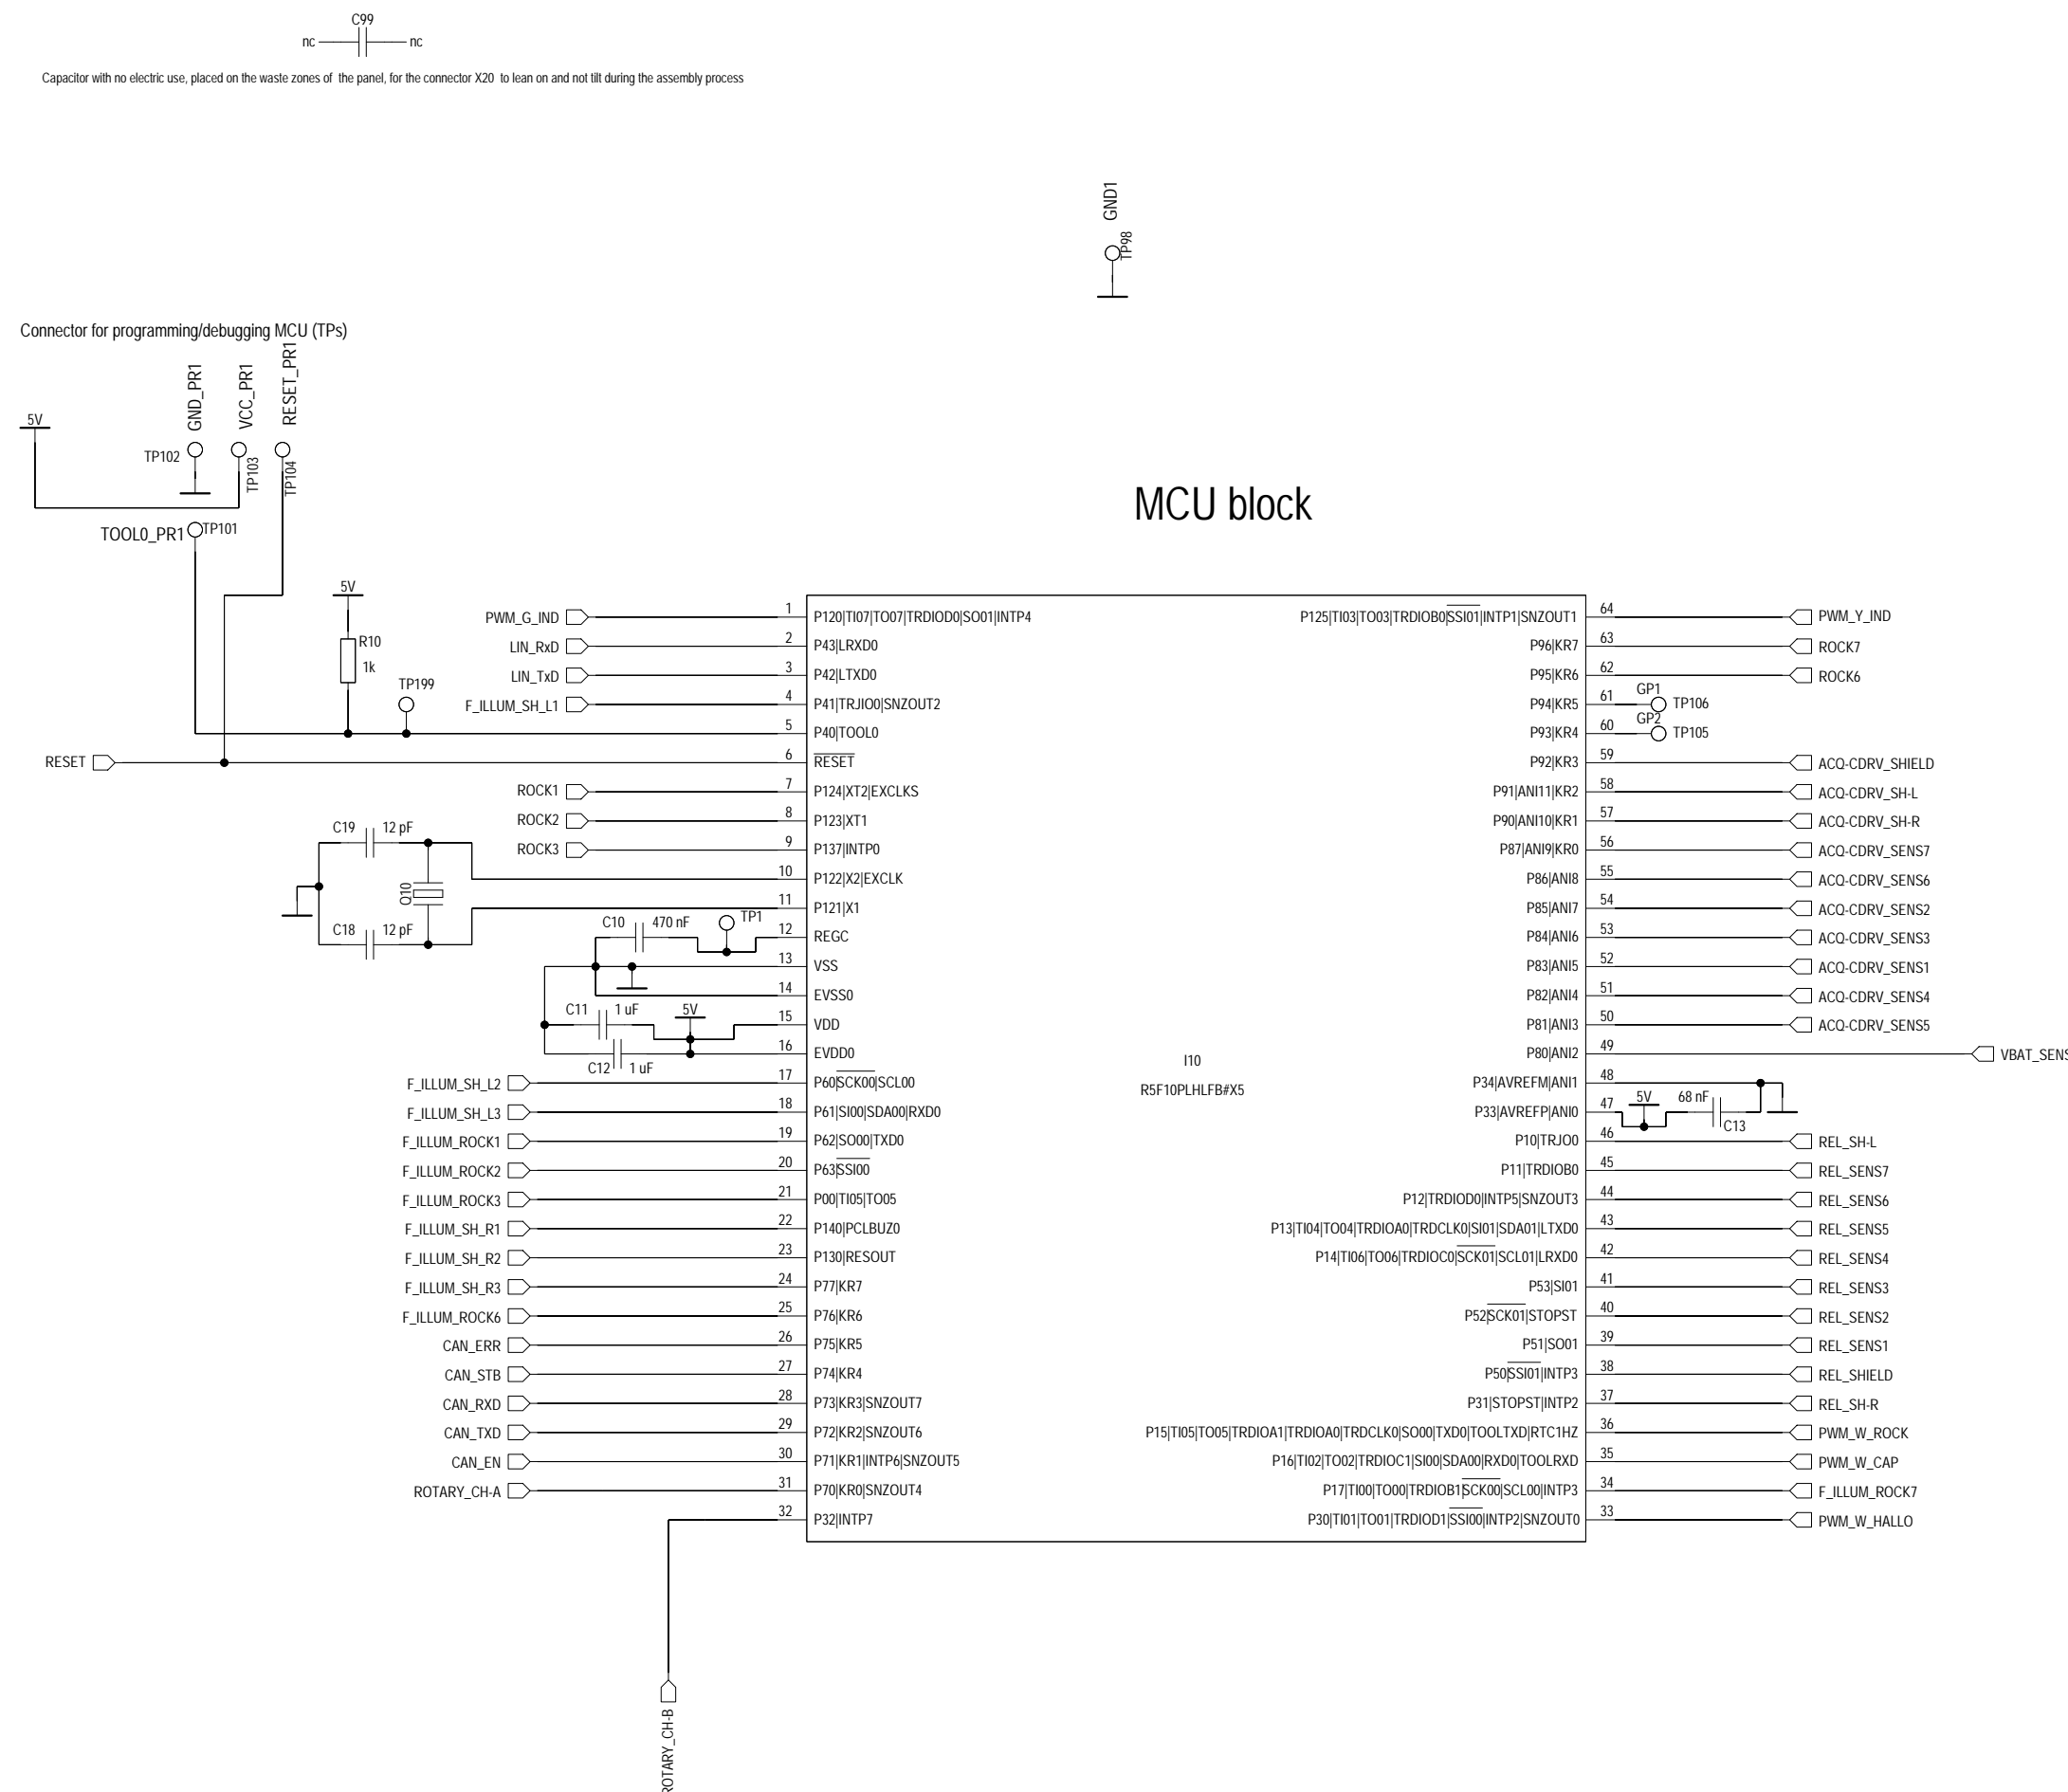 C99
nc nc
Capacitor with no electric use, placed on the waste zones of the panel, for the connector X20 to lean on and not tilt during the assembly process
GND1
TP98
Connector for programming/debugging MCU (TPs)
GND_PR1
VCC_PR1
RESET_PR1
5V
TP102
TP103
TP104
MCU block
TOOL0_PR1 TP101
5V
R10
1k
TP199
PWM_G_IND 1 P120|TI07|TO07|TRDIOD0|SO01|INTP4
LIN_RxD 2 P43|LRXD0
LIN_TxD 3 P42|LTXD0
F_ILLUM_SH_L1 4 P41|TRJIO0|SNZOUT2
5 P40|TOOL0
RESET 6 RESET
ROCK1 7 P124|XT2|EXCLKS
ROCK2 8 P123|XT1
ROCK3 9 P137|INTP0
C19 12 pF
10 P122|X2|EXCLK
Q10
11 P121|X1
C18 12 pF
C10 470 nF TP1
12 REGC
13 VSS
14 EVSS0
C11 1 uF 5V
15 VDD
16 EVDD0
C12 1 uF
F_ILLUM_SH_L2 17 P60|SCK00|SCL00
F_ILLUM_SH_L3 18 P61|SI00|SDA00|RXD0
F_ILLUM_ROCK1 19 P62|SO00|TXD0
F_ILLUM_ROCK2 20 P63|SSI00
F_ILLUM_ROCK3 21 P00|TI05|TO05
F_ILLUM_SH_R1 22 P140|PCLBUZ0
F_ILLUM_SH_R2 23 P130|RESOUT
F_ILLUM_SH_R3 24 P77|KR7
F_ILLUM_ROCK6 25 P76|KR6
CAN_ERR 26 P75|KR5
CAN_STB 27 P74|KR4
CAN_RXD 28 P73|KR3|SNZOUT7
CAN_TXD 29 P72|KR2|SNZOUT6
CAN_EN 30 P71|KR1|INTP6|SNZOUT5
ROTARY_CH-A 31 P70|KR0|SNZOUT4
32 P32|INTP7
ROTARY_CH-B
I10
R5F10PLHLFB#X5
P125|TI03|TO03|TRDIOB0|SSI01|INTP1|SNZOUT1 64 PWM_Y_IND
P96|KR7 63 ROCK7
P95|KR6 62 ROCK6
P94|KR5 61 GP1 TP106
P93|KR4 60 GP2 TP105
P92|KR3 59 ACQ-CDRV_SHIELD
P91|ANI11|KR2 58 ACQ-CDRV_SH-L
P90|ANI10|KR1 57 ACQ-CDRV_SH-R
P87|ANI9|KR0 56 ACQ-CDRV_SENS7
P86|ANI8 55 ACQ-CDRV_SENS6
P85|ANI7 54 ACQ-CDRV_SENS2
P84|ANI6 53 ACQ-CDRV_SENS3
P83|ANI5 52 ACQ-CDRV_SENS1
P82|ANI4 51 ACQ-CDRV_SENS4
P81|ANI3 50 ACQ-CDRV_SENS5
P80|ANI2 49 VBAT_SENS
P34|AVREFM|ANI1 48
P33|AVREFP|ANI0 47 5V 68 nF C13
P10|TRJO0 46 REL_SH-L
P11|TRDIOB0 45 REL_SENS7
P12|TRDIOD0|INTP5|SNZOUT3 44 REL_SENS6
P13|TI04|TO04|TRDIOA0|TRDCLK0|SI01|SDA01|LTXD0 43 REL_SENS5
P14|TI06|TO06|TRDIOC0|SCK01|SCL01|LRXD0 42 REL_SENS4
P53|SI01 41 REL_SENS3
P52|SCK01|STOPST 40 REL_SENS2
P51|SO01 39 REL_SENS1
P50|SSI01|INTP3 38 REL_SHIELD
P31|STOPST|INTP2 37 REL_SH-R
P15|TI05|TO05|TRDIOA1|TRDIOA0|TRDCLK0|SO00|TXD0|TOOLTXD|RTC1HZ 36 PWM_W_ROCK
P16|TI02|TO02|TRDIOC1|SI00|SDA00|RXD0|TOOLRXD 35 PWM_W_CAP
P17|TI00|TO00|TRDIOB1|SCK00|SCL00|INTP3 34 F_ILLUM_ROCK7
P30|TI01|TO01|TRDIOD1|SSI00|INTP2|SNZOUT0 33 PWM_W_HALLO